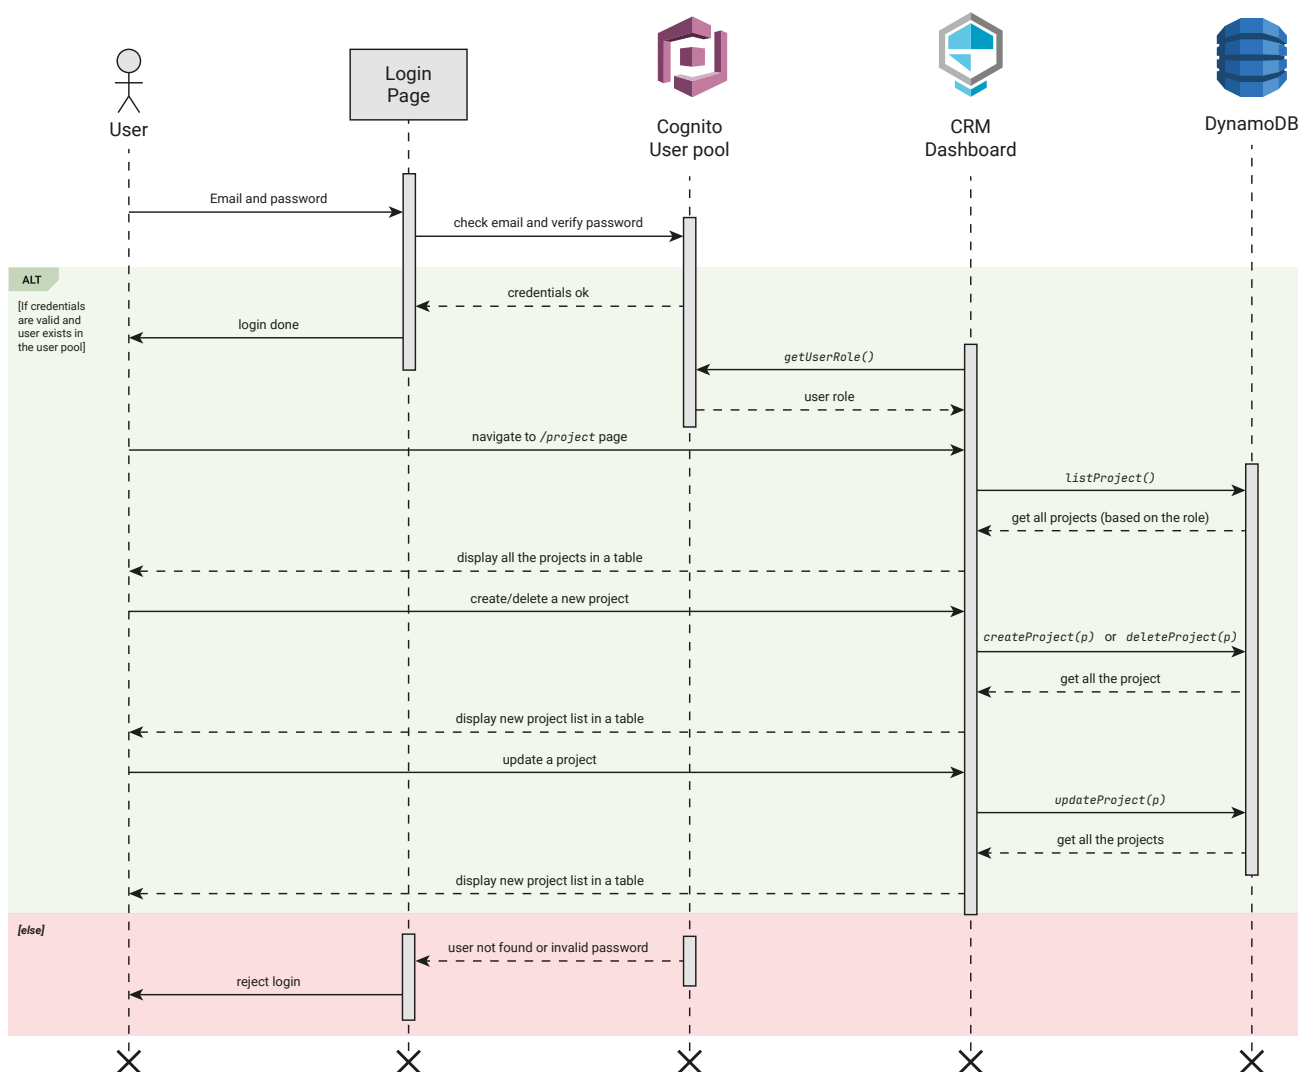 User
Login
Page
Cognito
User pool
CRM
Dashboard
DynamoDB
Email and password
check email and verify password
ALT
[If credentials
are valid and
user exists in
the user pool]
credentials ok
login done
getUserRole()
user role
navigate to /project page
listProject()
get all projects (based on the role)
display all the projects in a table
create/delete a new project
createProject(p) or deleteProject(p)
get all the project
display new project list in a table
update a project
updateProject(p)
get all the projects
display new project list in a table
[else]
user not found or invalid password
reject login